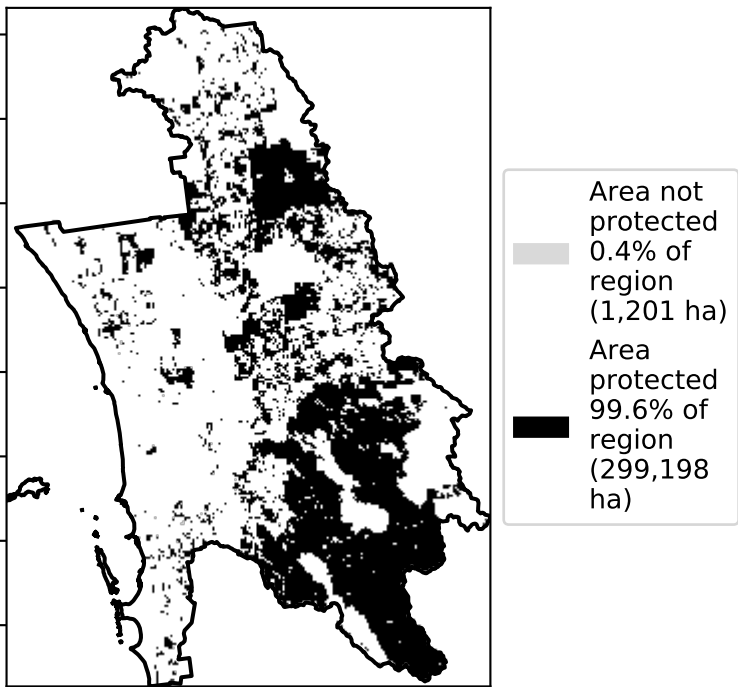 Area not
protected
0.4% of
region
(1,201 ha)
Area
protected
99.6% of
region
(299,198
ha)